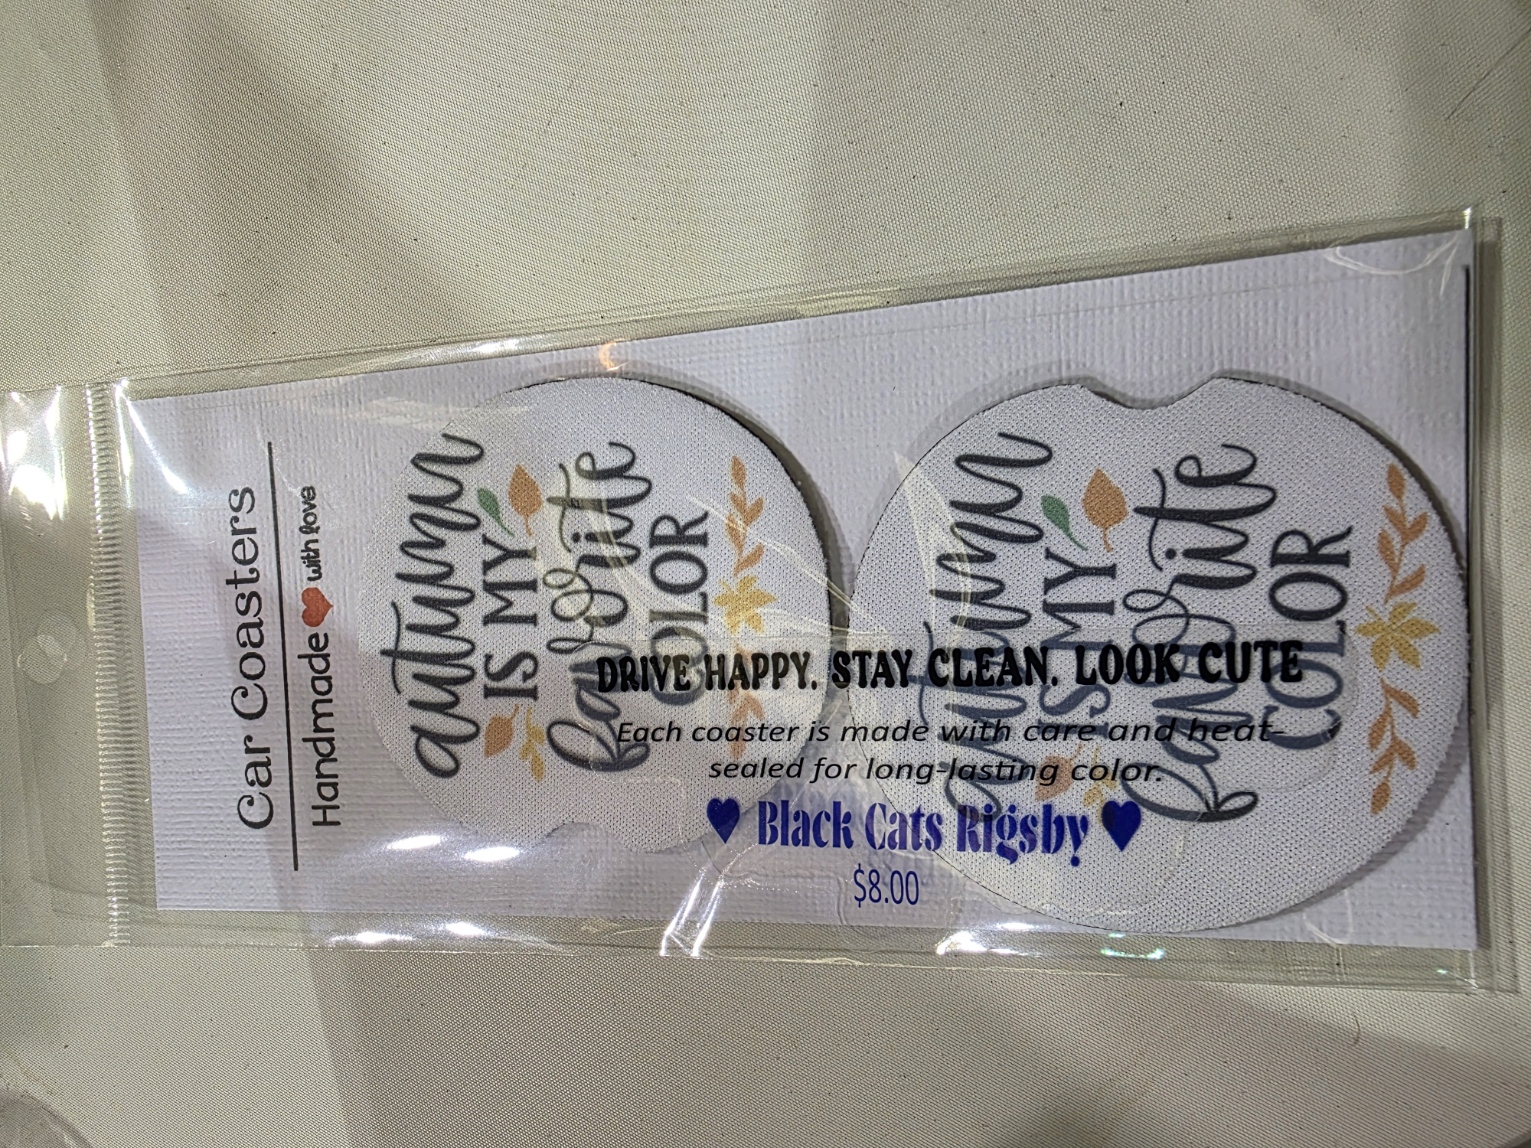 Car Coasters
Handmade ❤ with love
autumn
IS MY
favorite
COLOR
autumn
IS MY
favorite
COLOR
DRIVE HAPPY. STAY CLEAN. LOOK CUTE
Each coaster is made with care and heat-
sealed for long-lasting color.
♥ Black Cats Rigsby ♥
$8.00